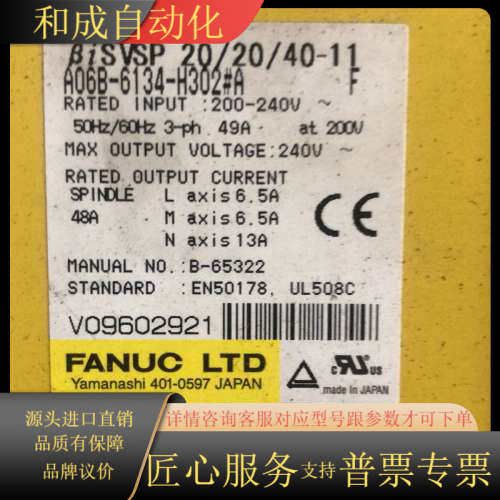 和成自动化
βiSVSP 20/20/40-11
A06B-6134-H302#A F
RATED INPUT :200-240V ~
50Hz/60Hz 3-ph 49A at 200V
MAX OUTPUT VOLTAGE:240V ~
RATED OUTPUT CURRENT
SPINDLE L axis 6.5A
48A M axis 6.5A
N axis 13A
CE
MANUAL NO.:B-65322
STANDARD :EN50178, UL508C
V09602921
FANUC LTD
Yamanashi 401-0597 JAPAN
c UR US
made in JAPAN
源头进口直销
品质有保障
品牌议价
详情咨询客服对应型号跟参数才可下单
匠心服务支持普票专票